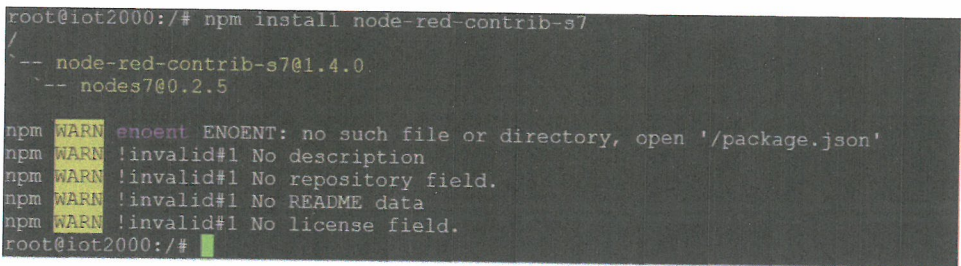 root@iot2000:/# npm install node-red-contrib-s7
/
`-- node-red-contrib-s7@1.4.0
`-- nodes7@0.2.5
npm WARN enoent ENOENT: no such file or directory, open '/package.json'
npm WARN !invalid#1 No description
npm WARN !invalid#1 No repository field.
npm WARN !invalid#1 No README data
npm WARN !invalid#1 No license field.
root@iot2000:/#